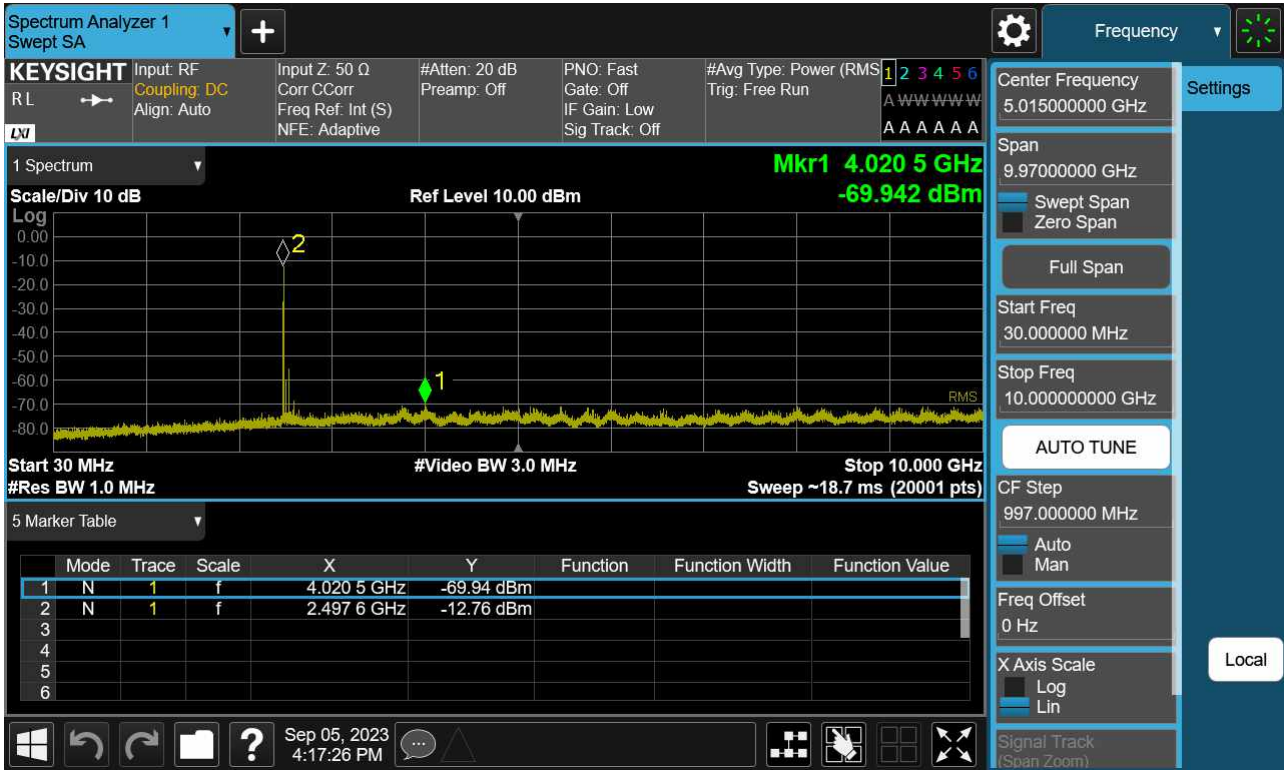 Spectrum Analyzer 1
Swept SA
+
Frequency
KEYSIGHT
R L
LXI
Input: RF
Coupling: DC
Align: Auto
Input Z: 50 Ω
Corr CCorr
Freq Ref: Int (S)
NFE: Adaptive
#Atten: 20 dB
Preamp: Off
PNO: Fast
Gate: Off
IF Gain: Low
Sig Track: Off
#Avg Type: Power (RMS
Trig: Free Run
1 2 3 4 5 6
A W W W W W
A A A A A A
1 Spectrum
Mkr1 4.020 5 GHz
Scale/Div 10 dB
Ref Level 10.00 dBm
-69.942 dBm
Log
0.00
-10.0
-20.0
-30.0
-40.0
-50.0
-60.0
-70.0
-80.0
2
1
RMS
Start 30 MHz
#Video BW 3.0 MHz
Stop 10.000 GHz
#Res BW 1.0 MHz
Sweep ~18.7 ms (20001 pts)
5 Marker Table
Mode Trace Scale X Y Function Function Width Function Value
1 N 1 f 4.020 5 GHz -69.94 dBm
2 N 1 f 2.497 6 GHz -12.76 dBm
3
4
5
6
?
Sep 05, 2023
4:17:26 PM
Center Frequency
5.015000000 GHz
Span
9.97000000 GHz
Swept Span
Zero Span
Full Span
Start Freq
30.000000 MHz
Stop Freq
10.000000000 GHz
AUTO TUNE
CF Step
997.000000 MHz
Auto
Man
Freq Offset
0 Hz
X Axis Scale
Log
Lin
Signal Track
(Span Zoom)
Settings
Local